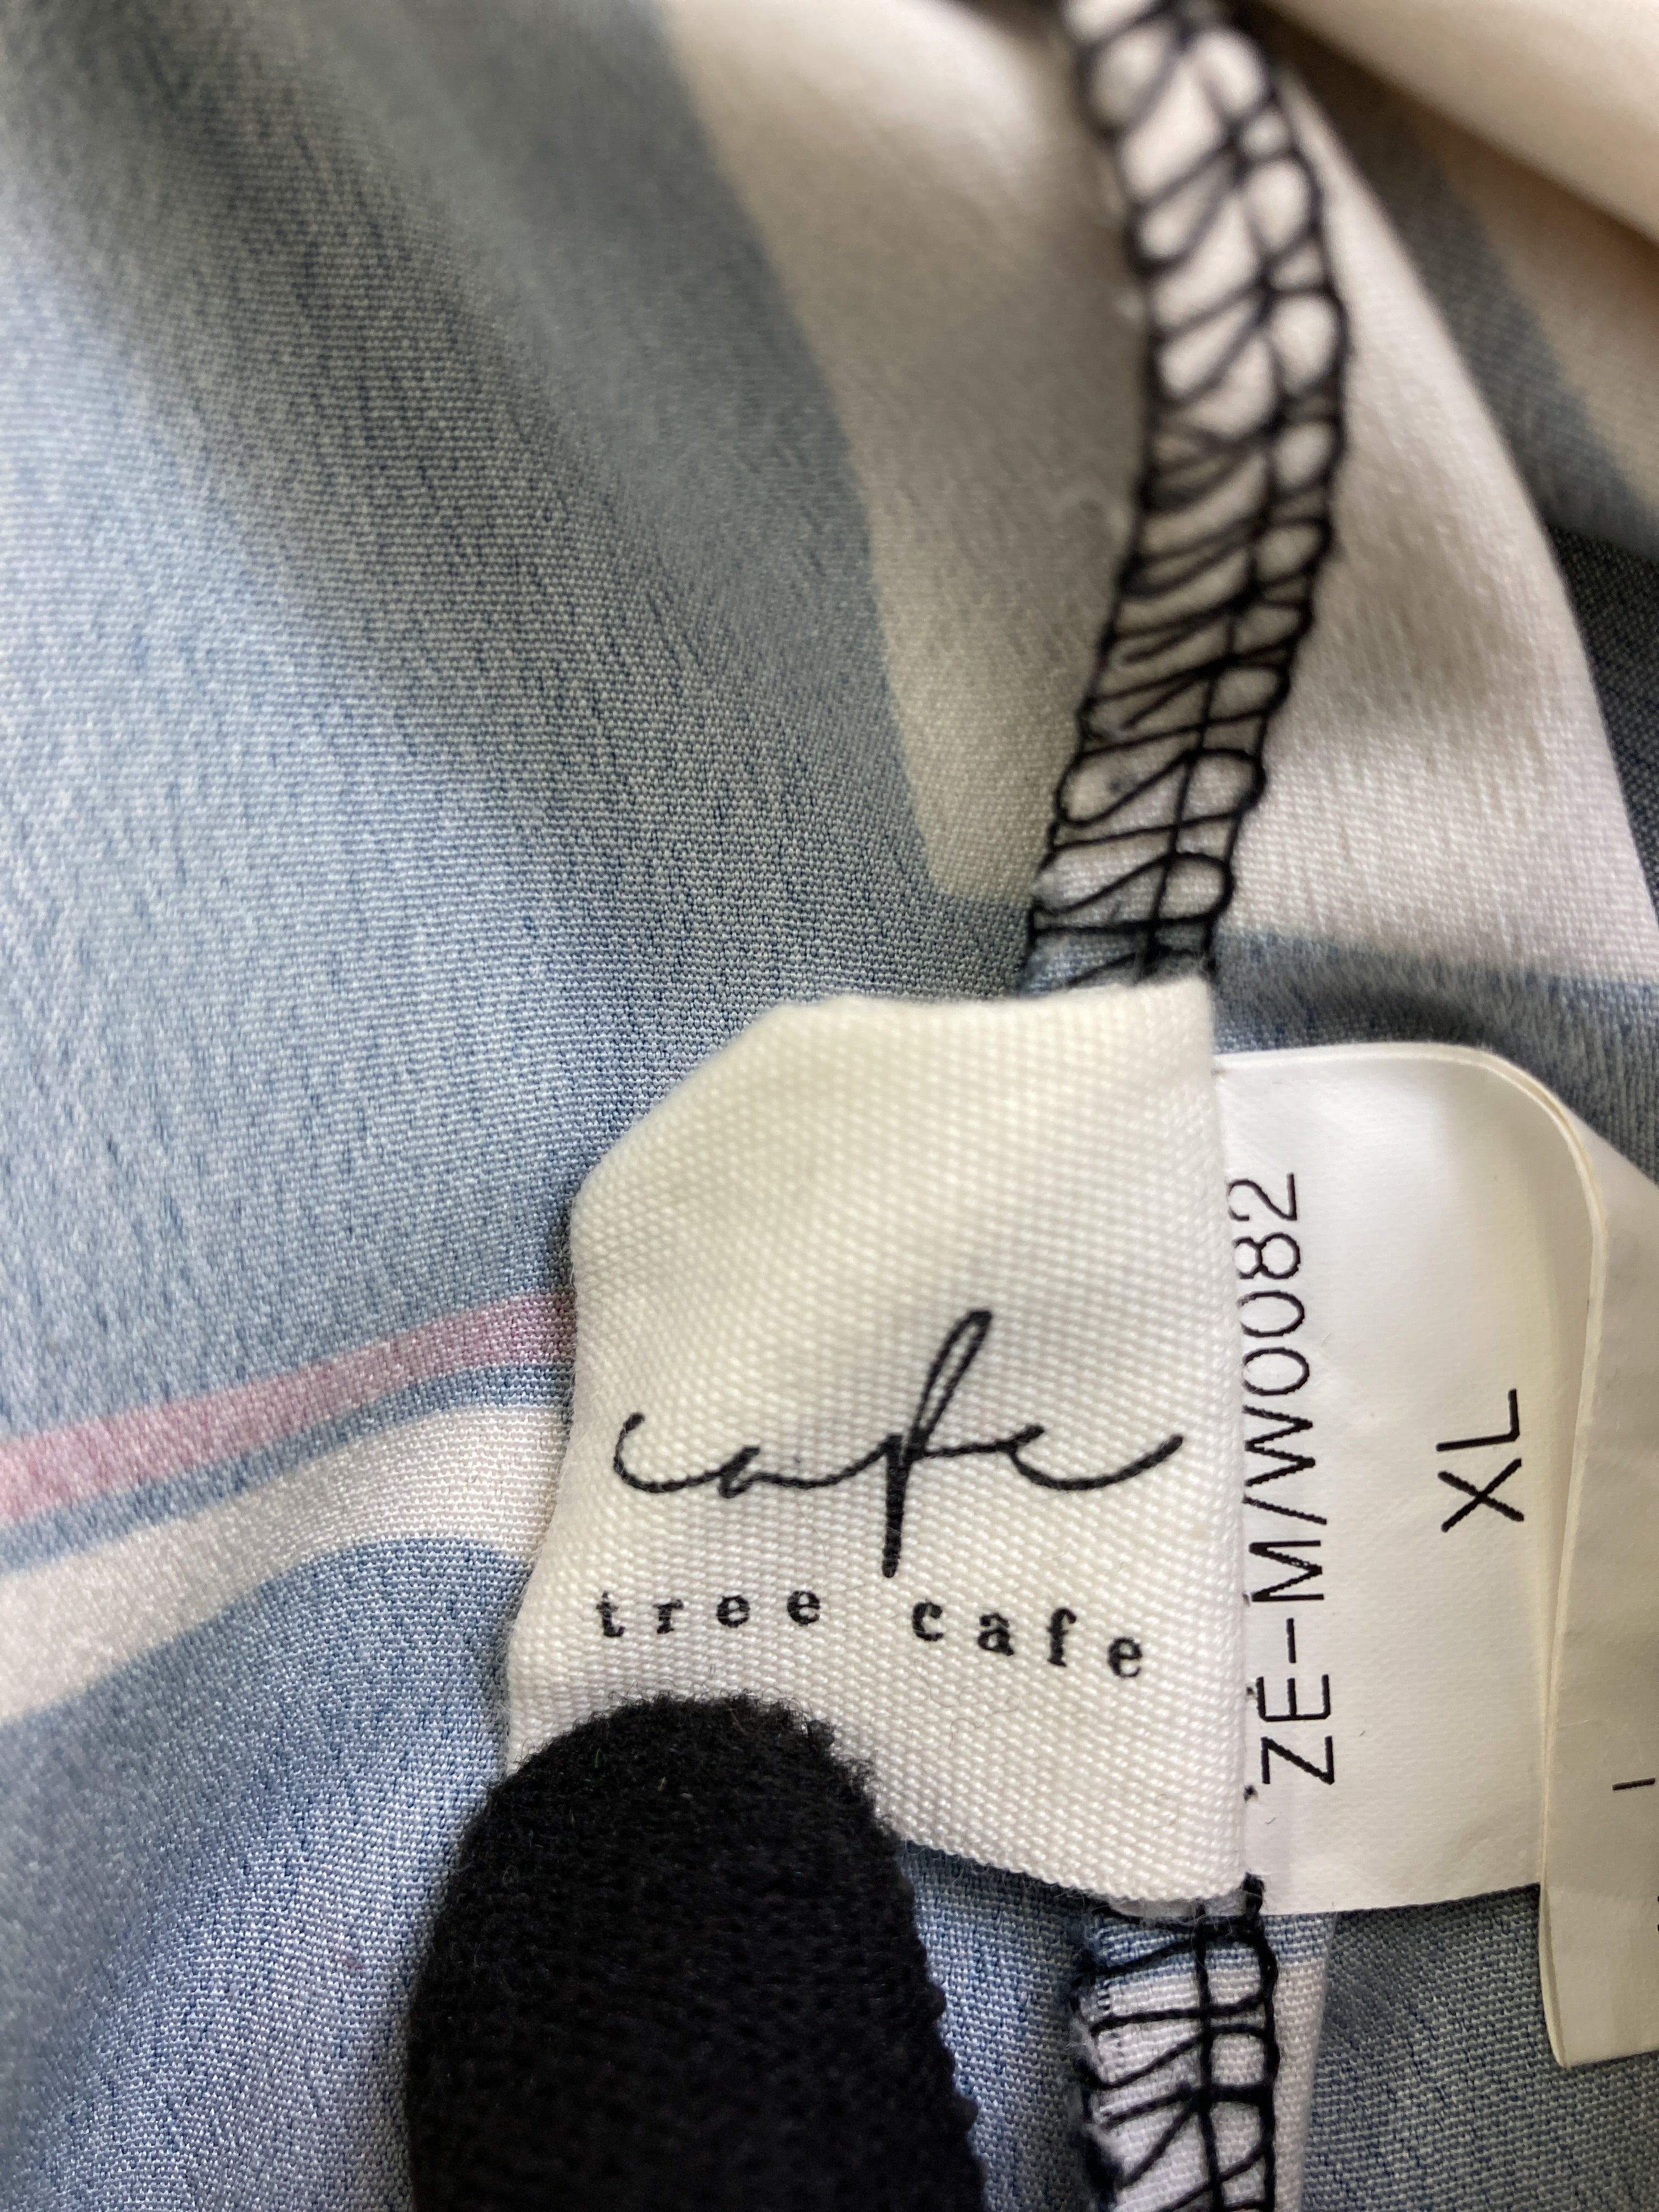 cafe
tree cafe
ZE-M/W0082
XL